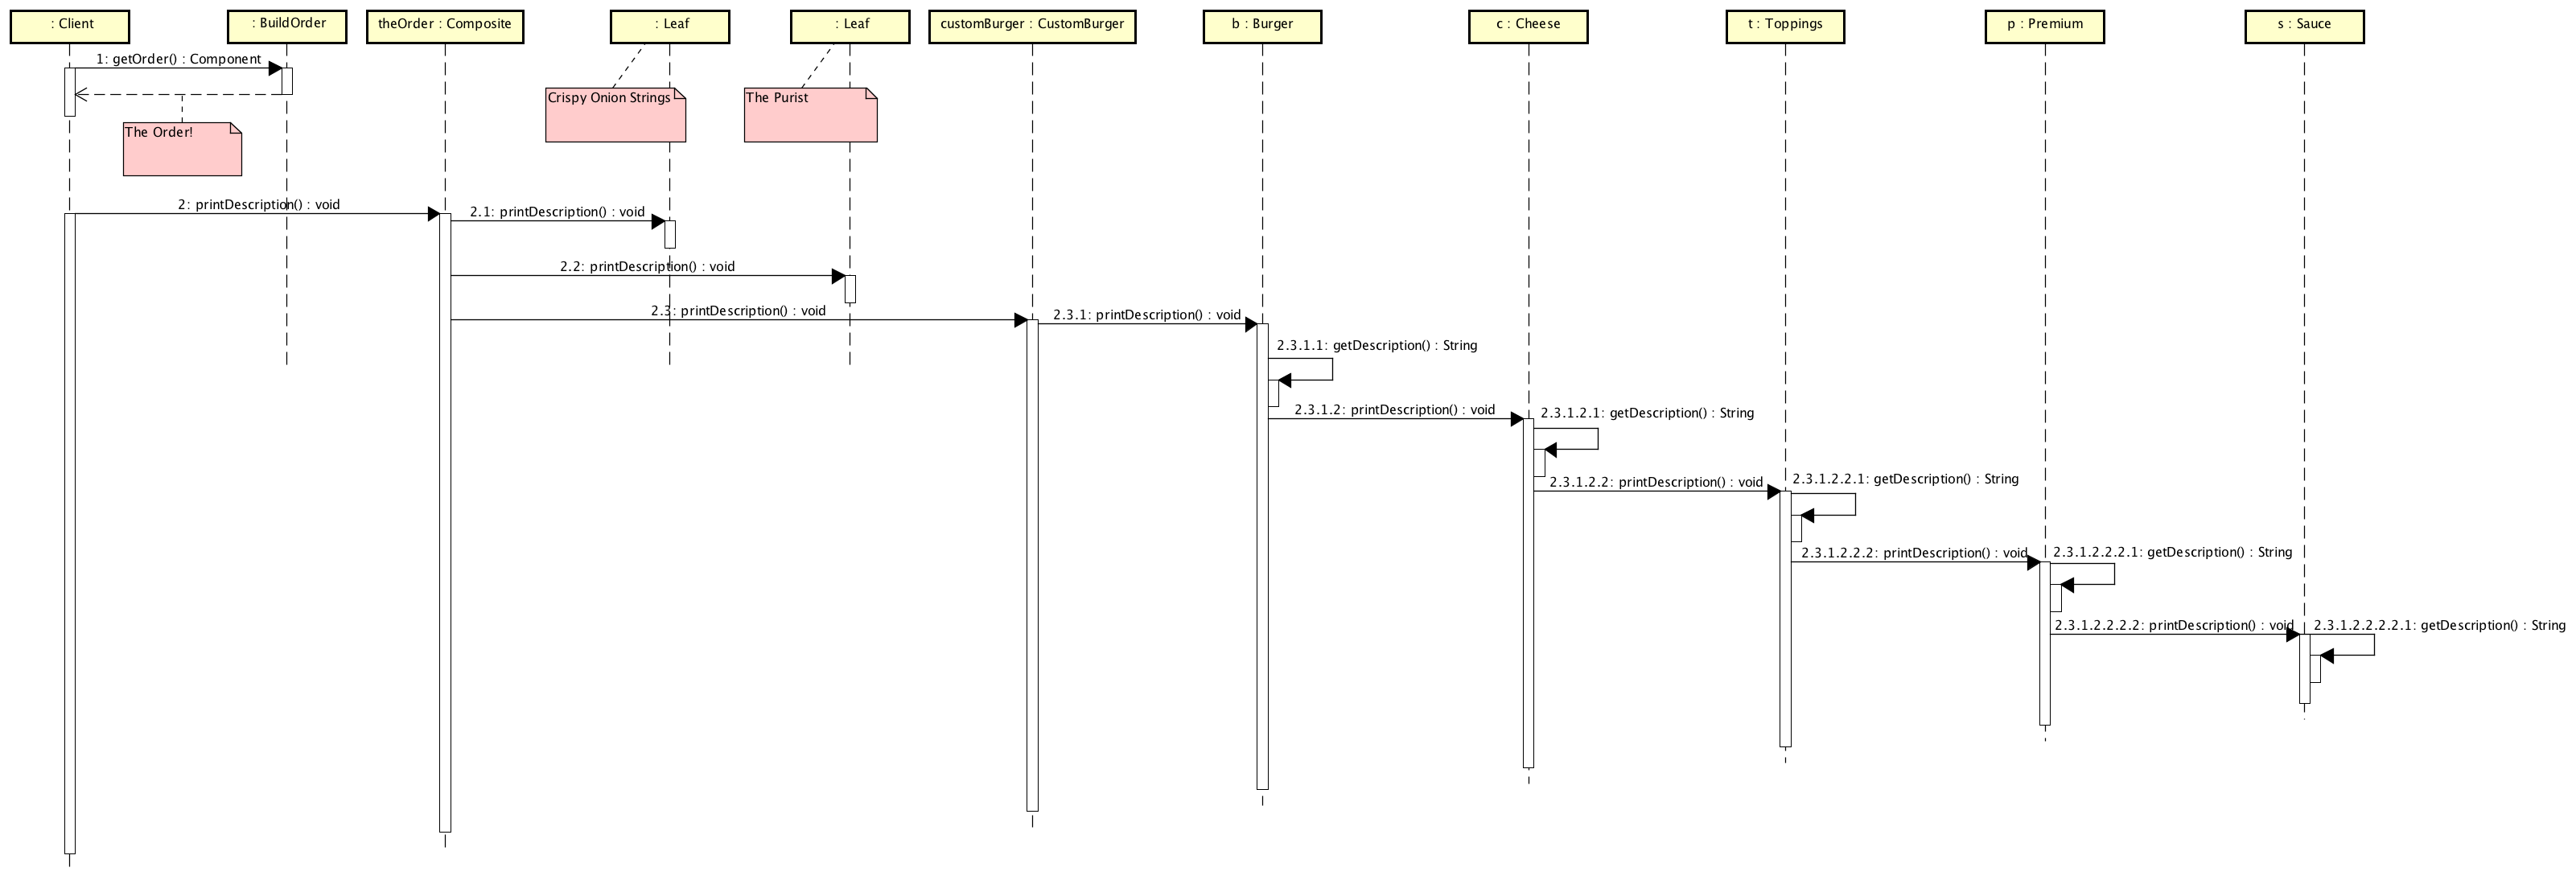 : Client
: BuildOrder
theOrder : Composite
: Leaf
: Leaf
customBurger : CustomBurger
b : Burger
c : Cheese
t : Toppings
p : Premium
s : Sauce
1: getOrder() : Component
Crispy Onion Strings
The Purist
The Order!
2: printDescription() : void
2.1: printDescription() : void
2.2: printDescription() : void
2.3: printDescription() : void
2.3.1: printDescription() : void
2.3.1.1: getDescription() : String
2.3.1.2: printDescription() : void
2.3.1.2.1: getDescription() : String
2.3.1.2.2: printDescription() : void
2.3.1.2.2.1: getDescription() : String
2.3.1.2.2.2: printDescription() : void
2.3.1.2.2.2.1: getDescription() : String
2.3.1.2.2.2.2: printDescription() : void
2.3.1.2.2.2.2.1: getDescription() : String